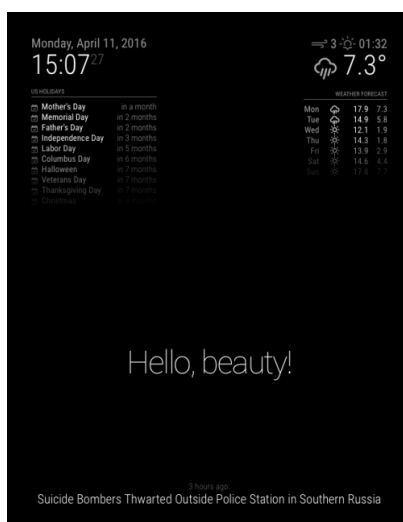 Monday, April 11, 2016
15:07 27
US HOLIDAYS
Mother's Day in a month
Memorial Day in 2 months
Father's Day in 2 months
Independence Day in 3 months
Labor Day in 5 months
Columbus Day in 6 months
Halloween in 7 months
Veterans Day in 7 months
Thanksgiving Day in 7 months
Christmas
3 01:32
7.3°
WEATHER FORECAST
Mon 17.9 7.3
Tue 14.9 5.8
Wed 12.1 1.9
Thu 14.3 1.8
Fri 13.9 2.9
Sat 14.6 4.4
Sun 17.8 7.7
Hello, beauty!
3 hours ago:
Suicide Bombers Thwarted Outside Police Station in Southern Russia